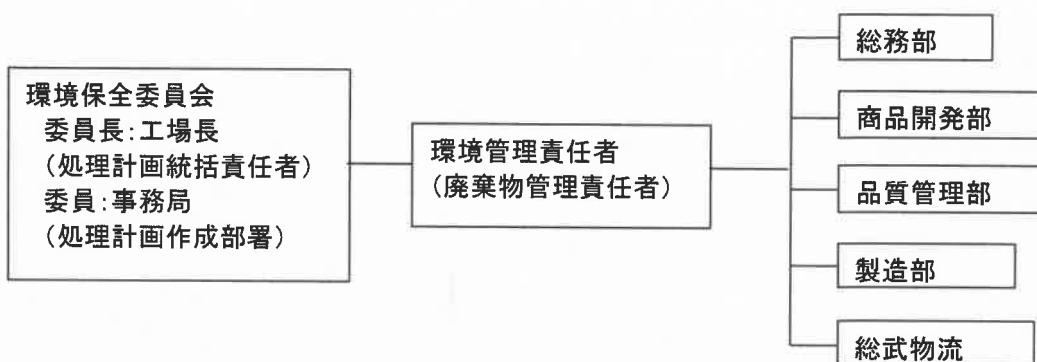 環境保全委員会
委員長:工場長
(処理計画統括責任者)
委員:事務局
(処理計画作成部署)
環境管理責任者
(廃棄物管理責任者)
総務部
商品開発部
品質管理部
製造部
総武物流